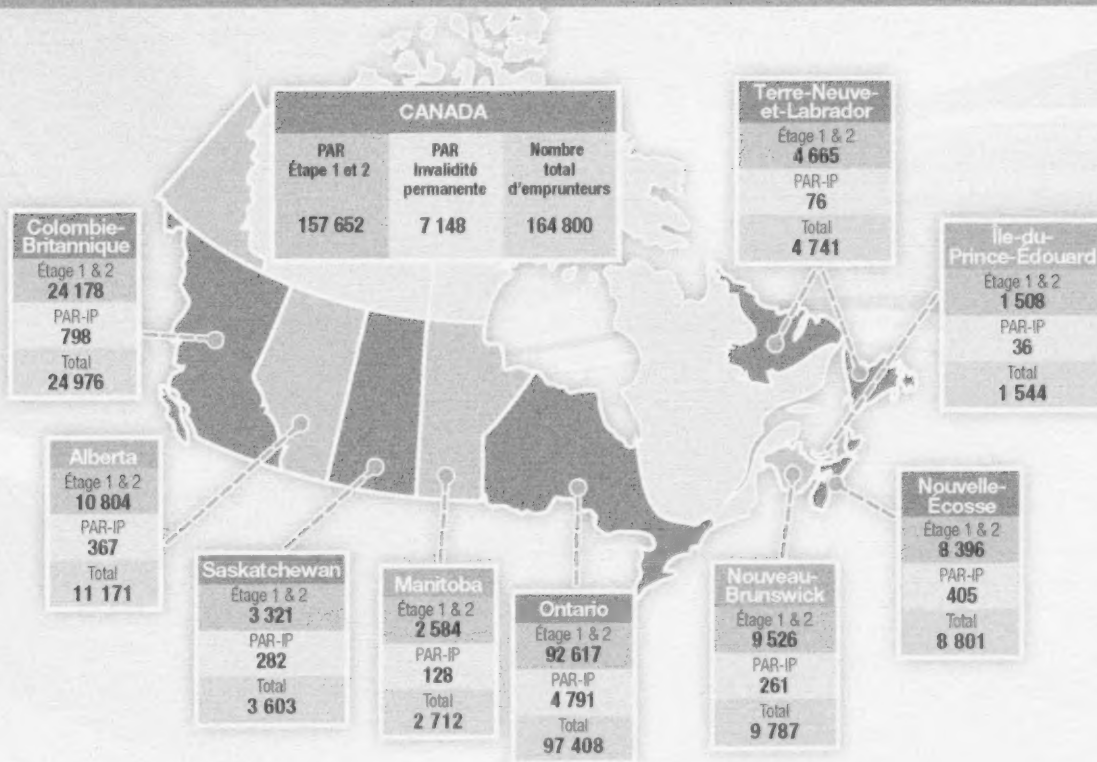 CANADA
PAR
Étape 1 et 2
PAR
Invalidité
permanente
Nombre
total
d'emprunteurs
157 652
7 148
164 800
Terre-Neuve-
et-Labrador
Étage 1 & 2
4 665
PAR-IP
76
Total
4 741
Colombie-
Britannique
Étage 1 & 2
24 178
PAR-IP
798
Total
24 976
Île-du-
Prince-Édouard
Étage 1 & 2
1 508
PAR-IP
36
Total
1 544
Alberta
Étage 1 & 2
10 804
PAR-IP
367
Total
11 171
Saskatchewan
Étage 1 & 2
3 321
PAR-IP
282
Total
3 603
Manitoba
Étage 1 & 2
2 584
PAR-IP
128
Total
2 712
Ontario
Étage 1 & 2
92 617
PAR-IP
4 791
Total
97 408
Nouveau-
Brunswick
Étage 1 & 2
9 526
PAR-IP
261
Total
9 787
Nouvelle-
Écosse
Étage 1 & 2
8 396
PAR-IP
405
Total
8 801